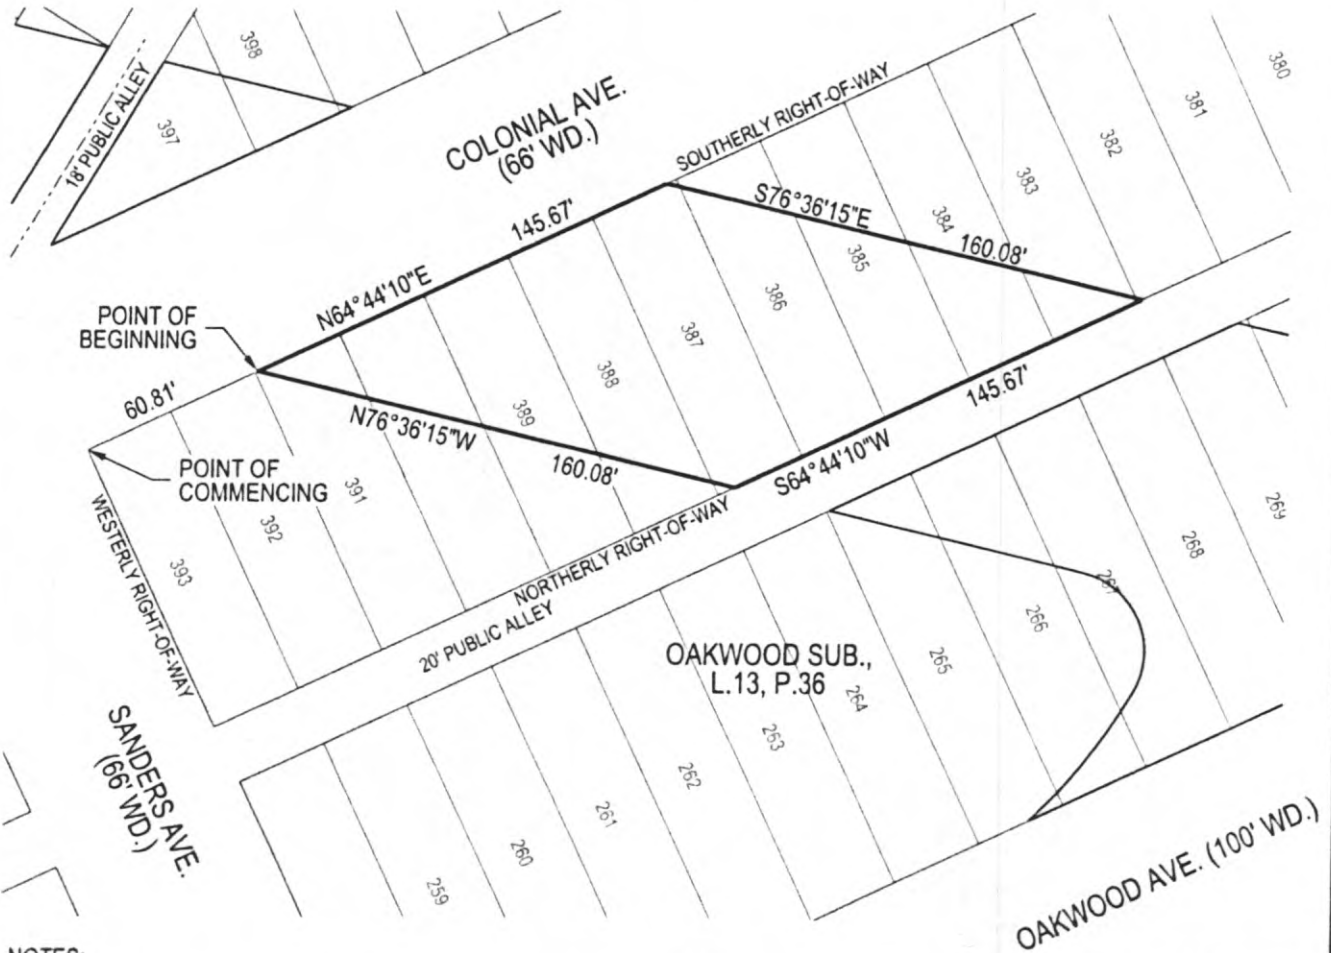 398
380
18' PUBLIC ALLEY
397
COLONIAL AVE.
(66' WD.)
SOUTHERLY RIGHT-OF-WAY
381
382
383
384
385
386
387
388
389
391
392
393
145.67'
S76°36'15"E
160.08'
N64°44'10"E
POINT OF
BEGINNING
60.81'
N76°36'15"W
160.08'
145.67'
S64°44'10"W
POINT OF
COMMENCING
WESTERLY RIGHT-OF-WAY
NORTHERLY RIGHT-OF-WAY
20' PUBLIC ALLEY
OAKWOOD SUB.,
L.13, P.36
269
268
267
266
265
264
263
262
261
260
259
SANDERS AVE.
(66' WD.)
OAKWOOD AVE. (100' WD.)
NOTES: